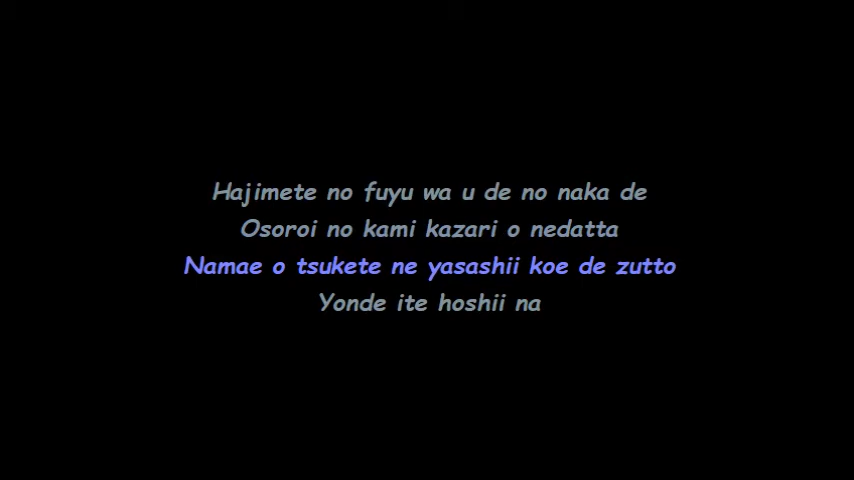 Hajimete no fuyu wa u de no naka de
Osoroi no kami kazari o nedatta
Namae o tsukete ne yasashii koe de zutto
Yonde ite hoshii na